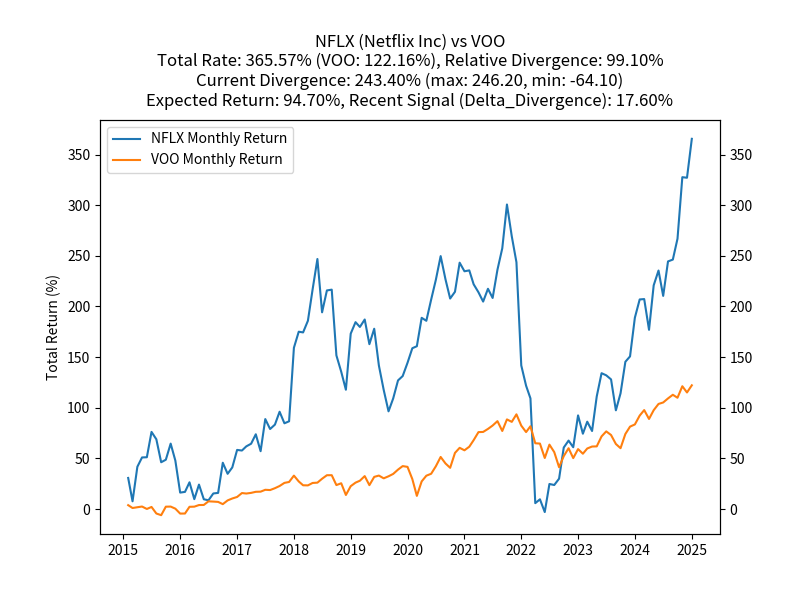 NFLX (Netflix Inc) vs VOO
Total Rate: 365.57% (VOO: 122.16%), Relative Divergence: 99.10%
Current Divergence: 243.40% (max: 246.20, min: -64.10)
Expected Return: 94.70%, Recent Signal (Delta_Divergence): 17.60%
NFLX Monthly Return
VOO Monthly Return
Total Return (%)
350 350
300 300
250 250
200 200
150 150
100 100
50 50
0 0
2015 2016 2017 2018 2019 2020 2021 2022 2023 2024 2025